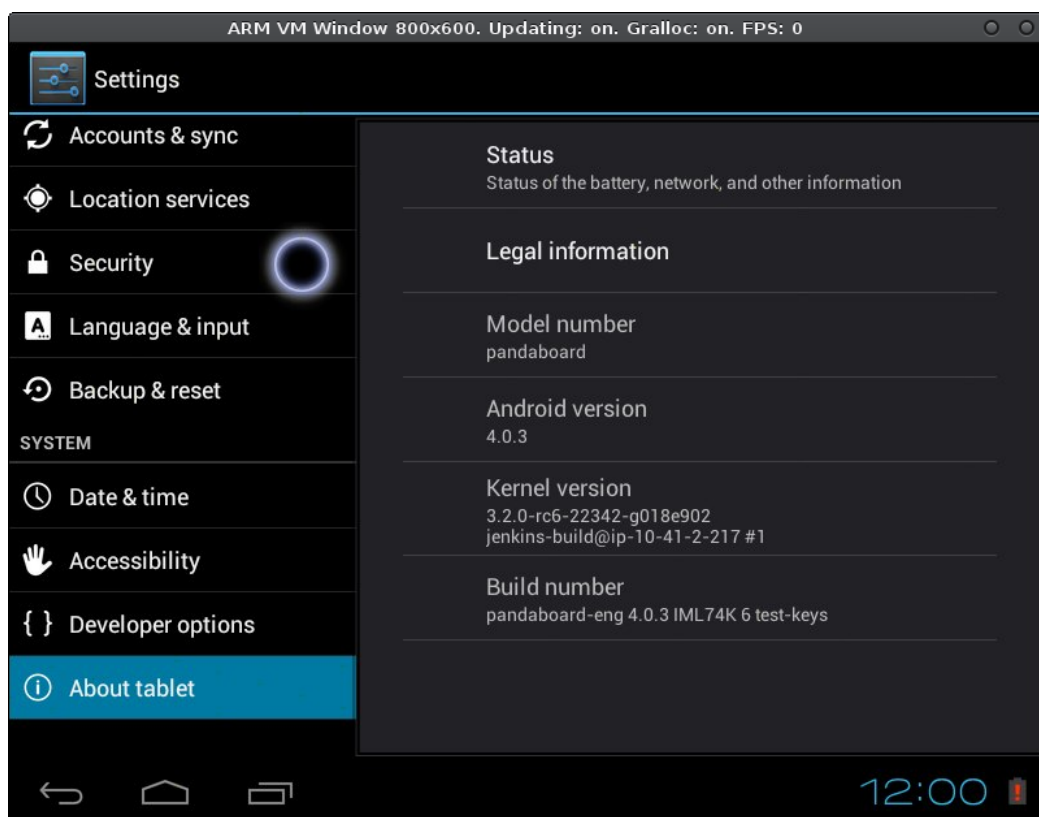 ARM VM Window 800x600. Updating: on. Gralloc: on. FPS: 0
Settings
Accounts & sync
Location services
Security
Language & input
Backup & reset
SYSTEM
Date & time
Accessibility
Developer options
About tablet
Status
Status of the battery, network, and other information
Legal information
Model number
pandaboard
Android version
4.0.3
Kernel version
3.2.0-rc6-22342-g018e902
jenkins-build@ip-10-41-2-217 #1
Build number
pandaboard-eng 4.0.3 IML74K 6 test-keys
12:00